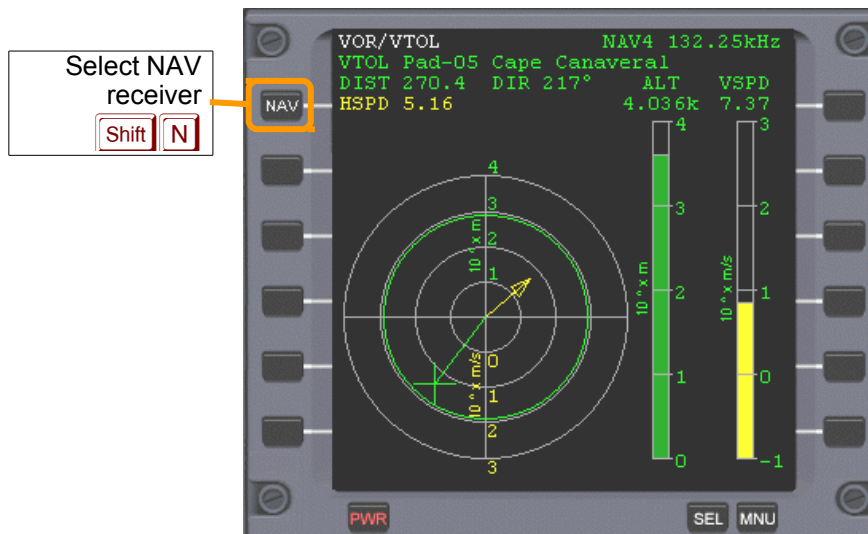 Select NAV
receiver
Shift N
NAV
VOR/VTOL NAV4 132.25kHz
VTOL Pad-05 Cape Canaveral
DIST 270.4 DIR 217° ALT VSPD
HSPD 5.16 4.036k 7.37
4
3
2
1
10^x m
0
1
2
3
10^x m/s
4
3
2
1
0
10^x m
3
2
1
0
-1
10^x m/s
PWR SEL MNU